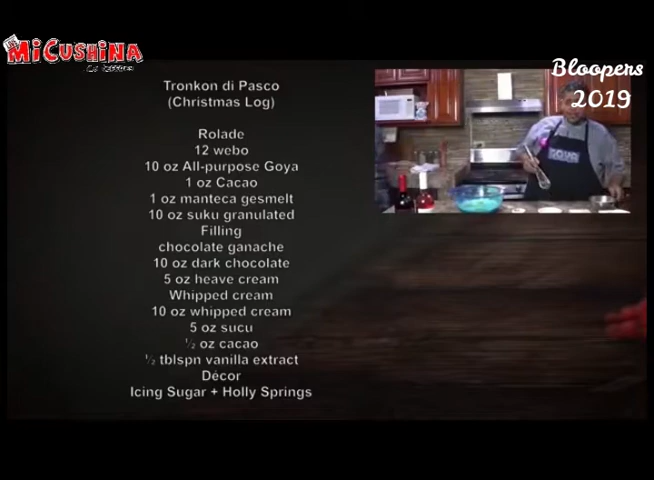 MiCushina
Bloopers
2019
Tronkon di Pasco
(Christmas Log)
Rolade
12 webo
10 oz All-purpose Goya
1 oz Cacao
1 oz manteca gesmelt
10 oz suku granulated
Filling
chocolate ganache
10 oz dark chocolate
5 oz heave cream
Whipped cream
10 oz whipped cream
5 oz sucu
½ oz cacao
½ tblspn vanilla extract
Décor
Icing Sugar + Holly Springs